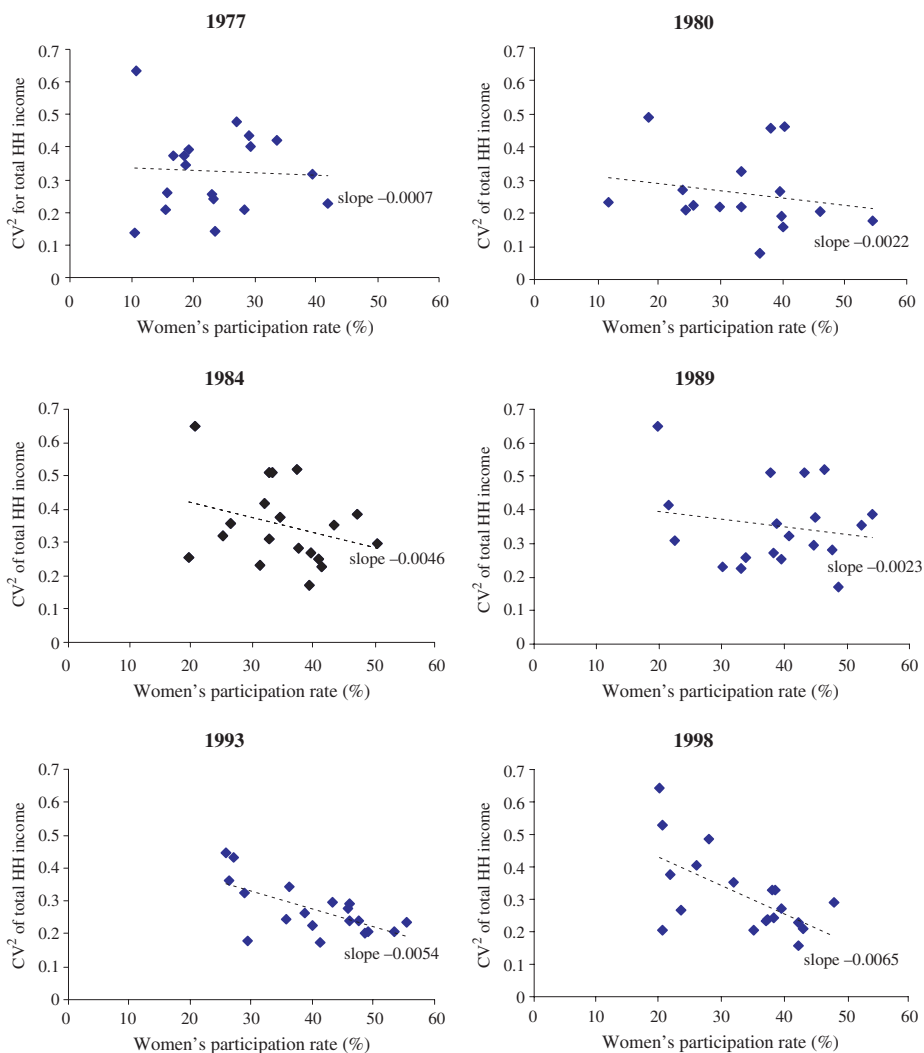 1977
0.7
0.6
0.5
0.4
0.3
0.2
0.1
0
CV² for total HH income
slope –0.0007
0 10 20 30 40 50 60
Women's participation rate (%)
1980
0.7
0.6
0.5
0.4
0.3
0.2
0.1
0
CV² of total HH income
slope –0.0022
0 10 20 30 40 50 60
Women's participation rate (%)
1984
0.7
0.6
0.5
0.4
0.3
0.2
0.1
0
CV² of total HH income
slope –0.0046
0 10 20 30 40 50 60
Women's participation rate (%)
1989
0.7
0.6
0.5
0.4
0.3
0.2
0.1
0
CV² of total HH income
slope –0.0023
0 10 20 30 40 50 60
Women's participation rate (%)
1993
0.7
0.6
0.5
0.4
0.3
0.2
0.1
0
CV² of total HH income
slope –0.0054
0 10 20 30 40 50 60
Women's participation rate (%)
1998
0.7
0.6
0.5
0.4
0.3
0.2
0.1
0
CV² of total HH income
slope –0.0065
0 10 20 30 40 50 60
Women's participation rate (%)